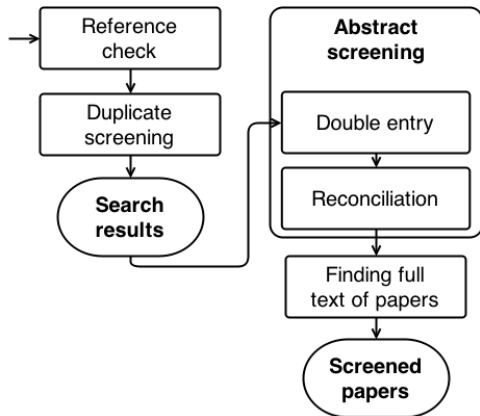 Reference
check
Duplicate
screening
Search
results
Abstract
screening
Double entry
Reconciliation
Finding full
text of papers
Screened
papers